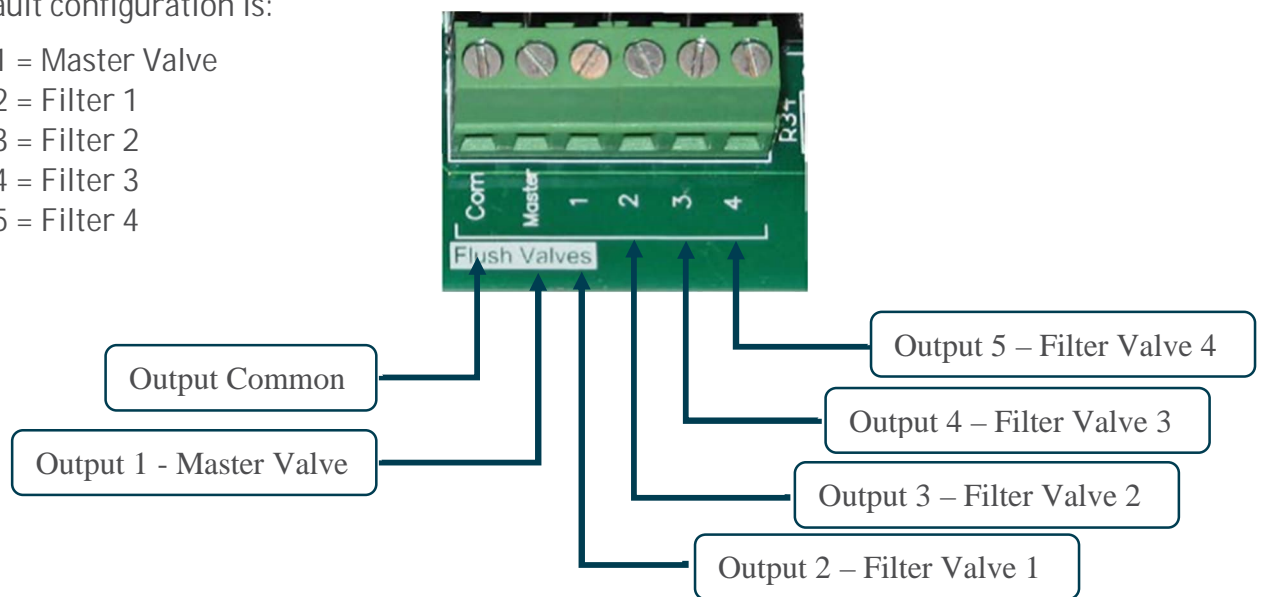 ault configuration is:
1 = Master Valve
2 = Filter 1
3 = Filter 2
4 = Filter 3
5 = Filter 4
R34
Com
Master
1
2
3
4
Flush Valves
Output Common
Output 1 - Master Valve
Output 5 – Filter Valve 4
Output 4 – Filter Valve 3
Output 3 – Filter Valve 2
Output 2 – Filter Valve 1